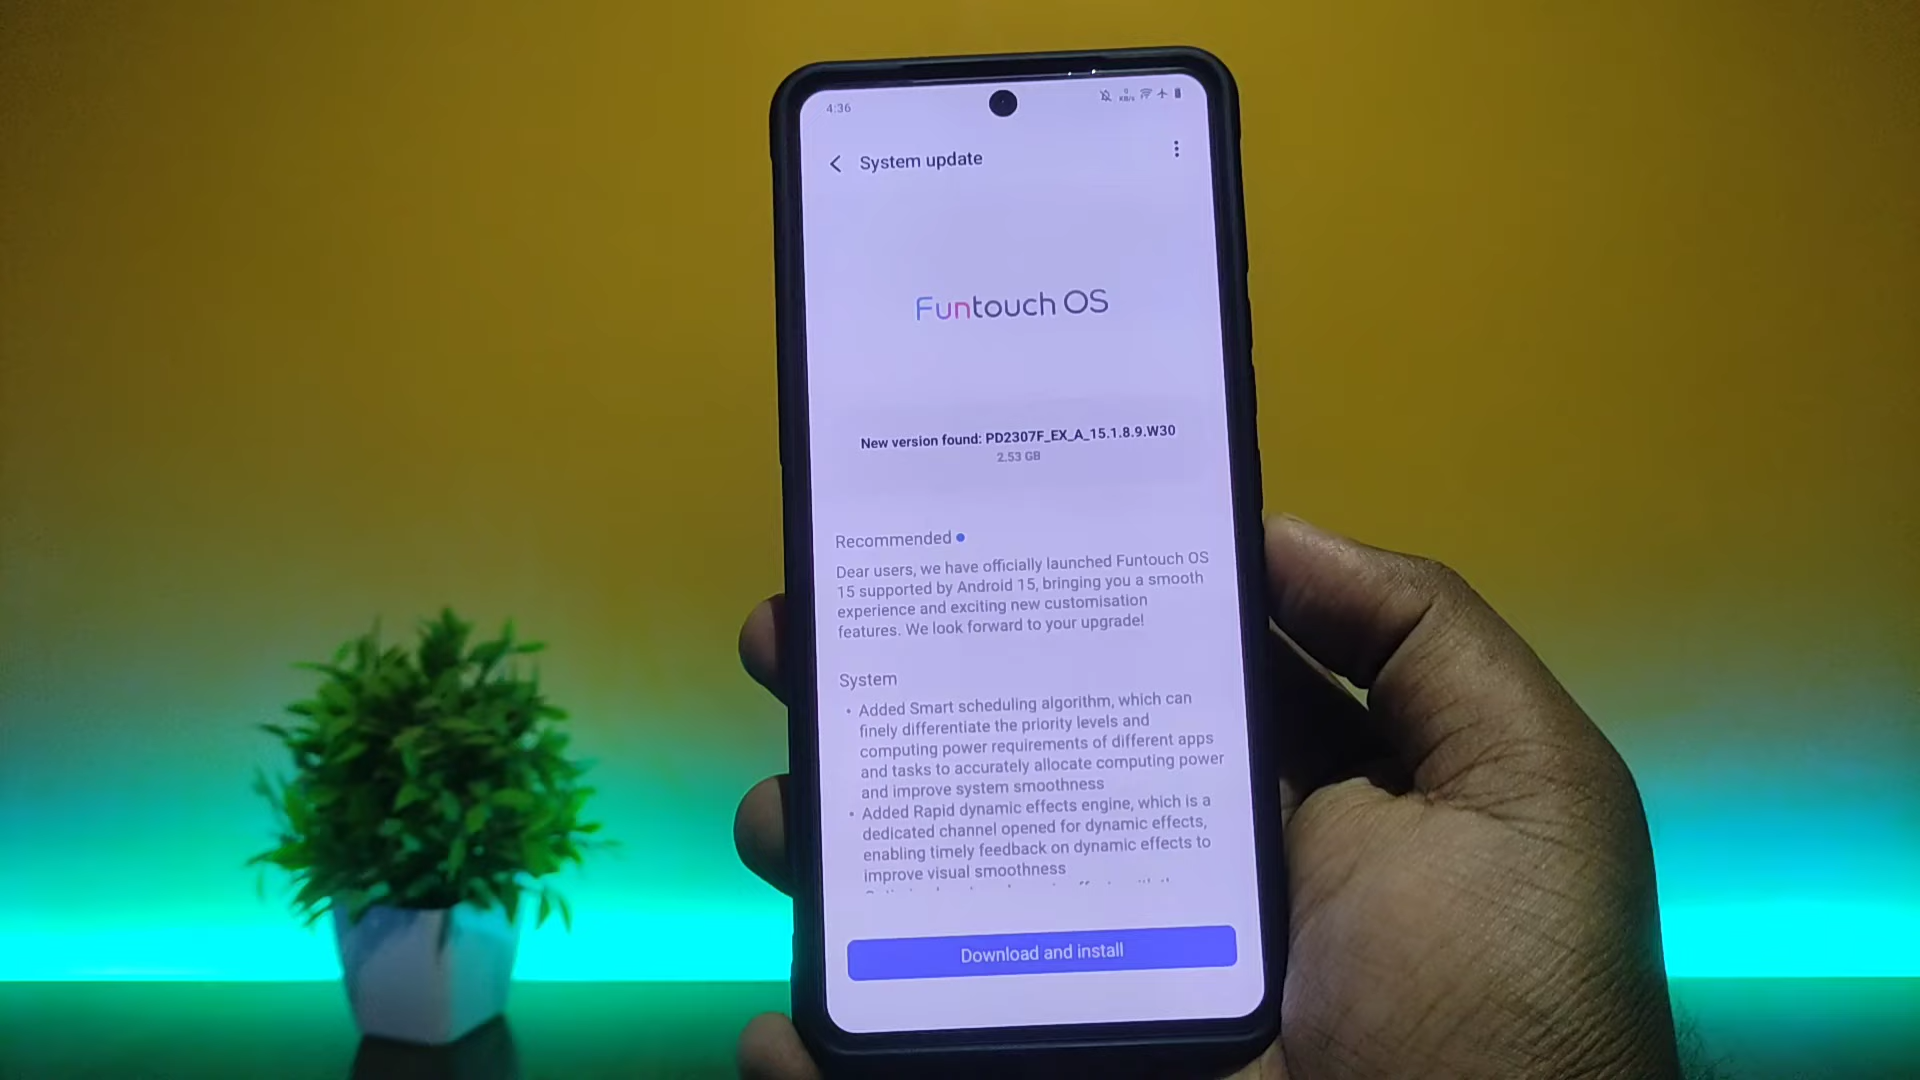 4:36
0
KB/s
System update
Funtouch OS
New version found: PD2307F_EX_A_15.1.8.9.W30
2.53 GB
Recommended
Dear users, we have officially launched Funtouch OS
15 supported by Android 15, bringing you a smooth
experience and exciting new customisation
features. We look forward to your upgrade!
System
• Added Smart scheduling algorithm, which can
finely differentiate the priority levels and
computing power requirements of different apps
and tasks to accurately allocate computing power
and improve system smoothness
• Added Rapid dynamic effects engine, which is a
dedicated channel opened for dynamic effects,
enabling timely feedback on dynamic effects to
improve visual smoothness
Download and install